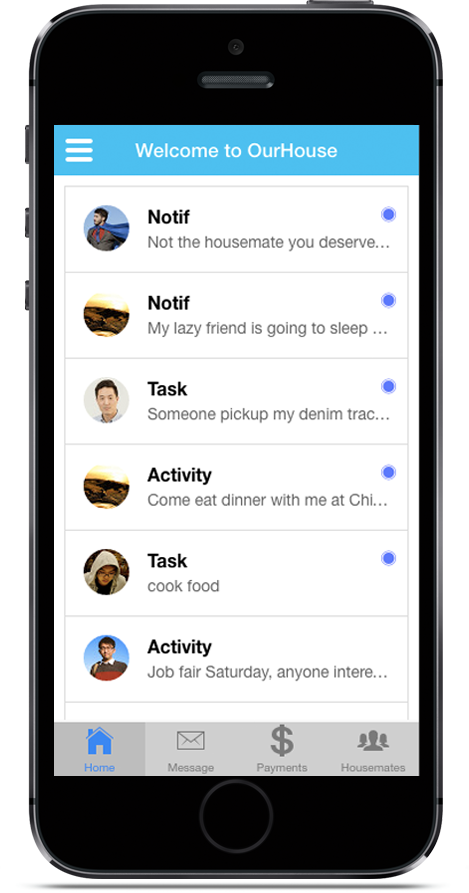 Welcome to OurHouse
Notif
Not the housemate you deserve...
Notif
My lazy friend is going to sleep ...
Task
Someone pickup my denim trac...
Activity
Come eat dinner with me at Chi...
Task
cook food
Activity
Job fair Saturday, anyone intere...
Home
Message
Payments
Housemates